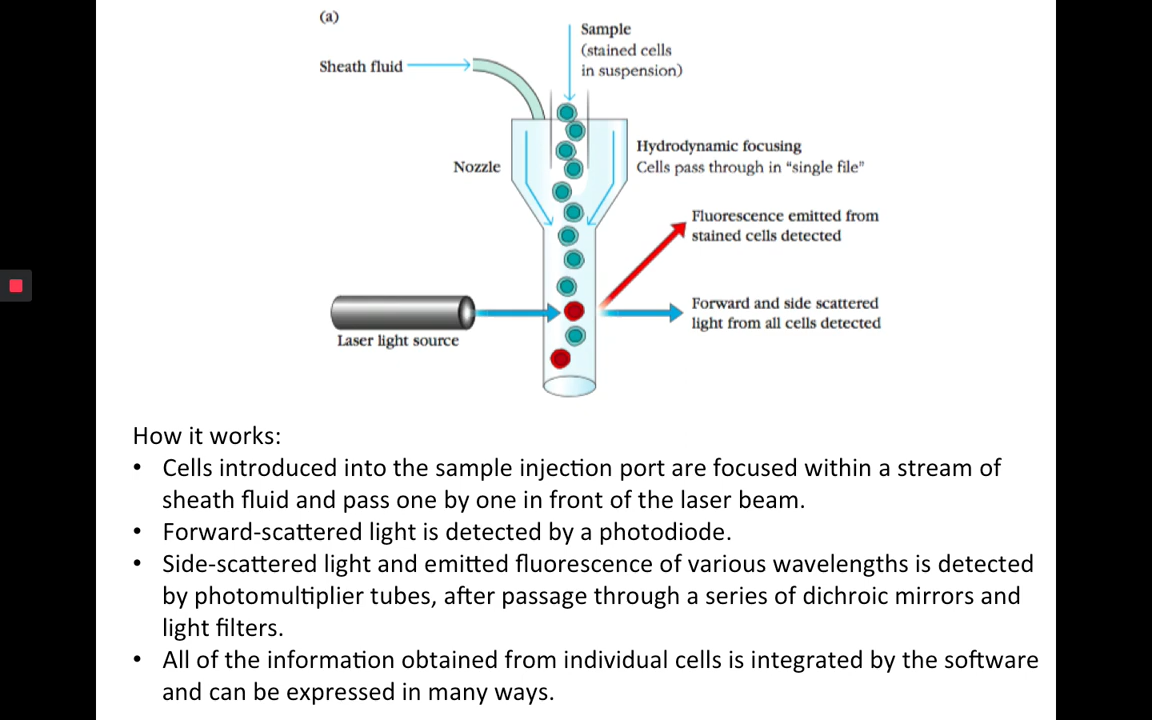 (a)
Sample
(stained cells
in suspension)
Sheath fluid
Hydrodynamic focusing
Cells pass through in “single file”
Nozzle
Fluorescence emitted from
stained cells detected
Forward and side scattered
light from all cells detected
Laser light source
How it works:
• Cells introduced into the sample injection port are focused within a stream of
sheath fluid and pass one by one in front of the laser beam.
• Forward-scattered light is detected by a photodiode.
• Side-scattered light and emitted fluorescence of various wavelengths is detected
by photomultiplier tubes, after passage through a series of dichroic mirrors and
light filters.
• All of the information obtained from individual cells is integrated by the software
and can be expressed in many ways.